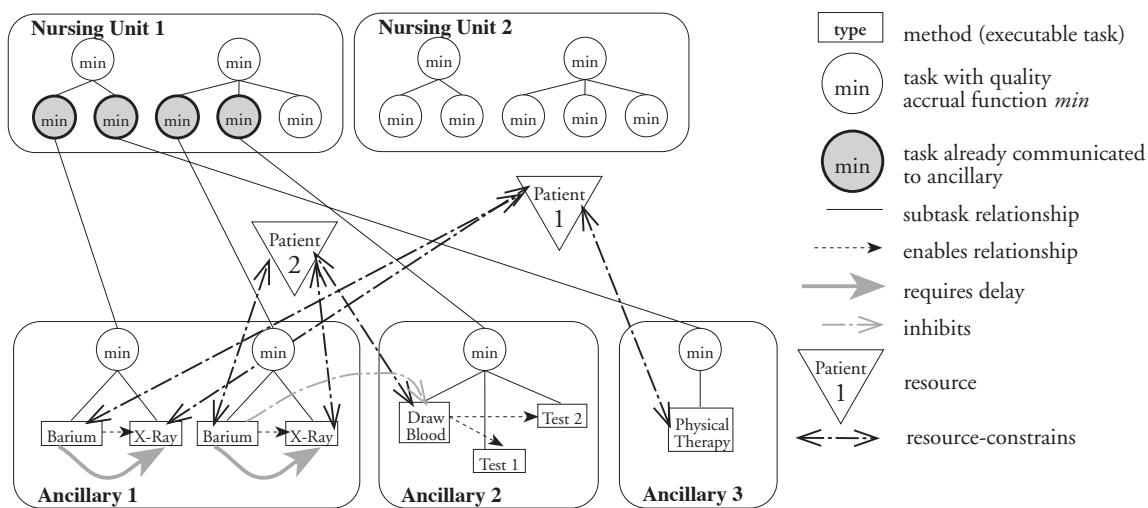 Nursing Unit 1
min
min
min
min
min
min
min
Nursing Unit 2
min
min
min
min
min
min
min
type
method (executable task)
min
task with quality
accrual function min
min
task already communicated
to ancillary
subtask relationship
enables relationship
requires delay
inhibits
Patient
1
resource
resource-constrains
Patient
1
Patient
2
min
min
Barium
X-Ray
Barium
X-Ray
Ancillary 1
min
Draw
Blood
Test 2
Test 1
Ancillary 2
min
Physical
Therapy
Ancillary 3